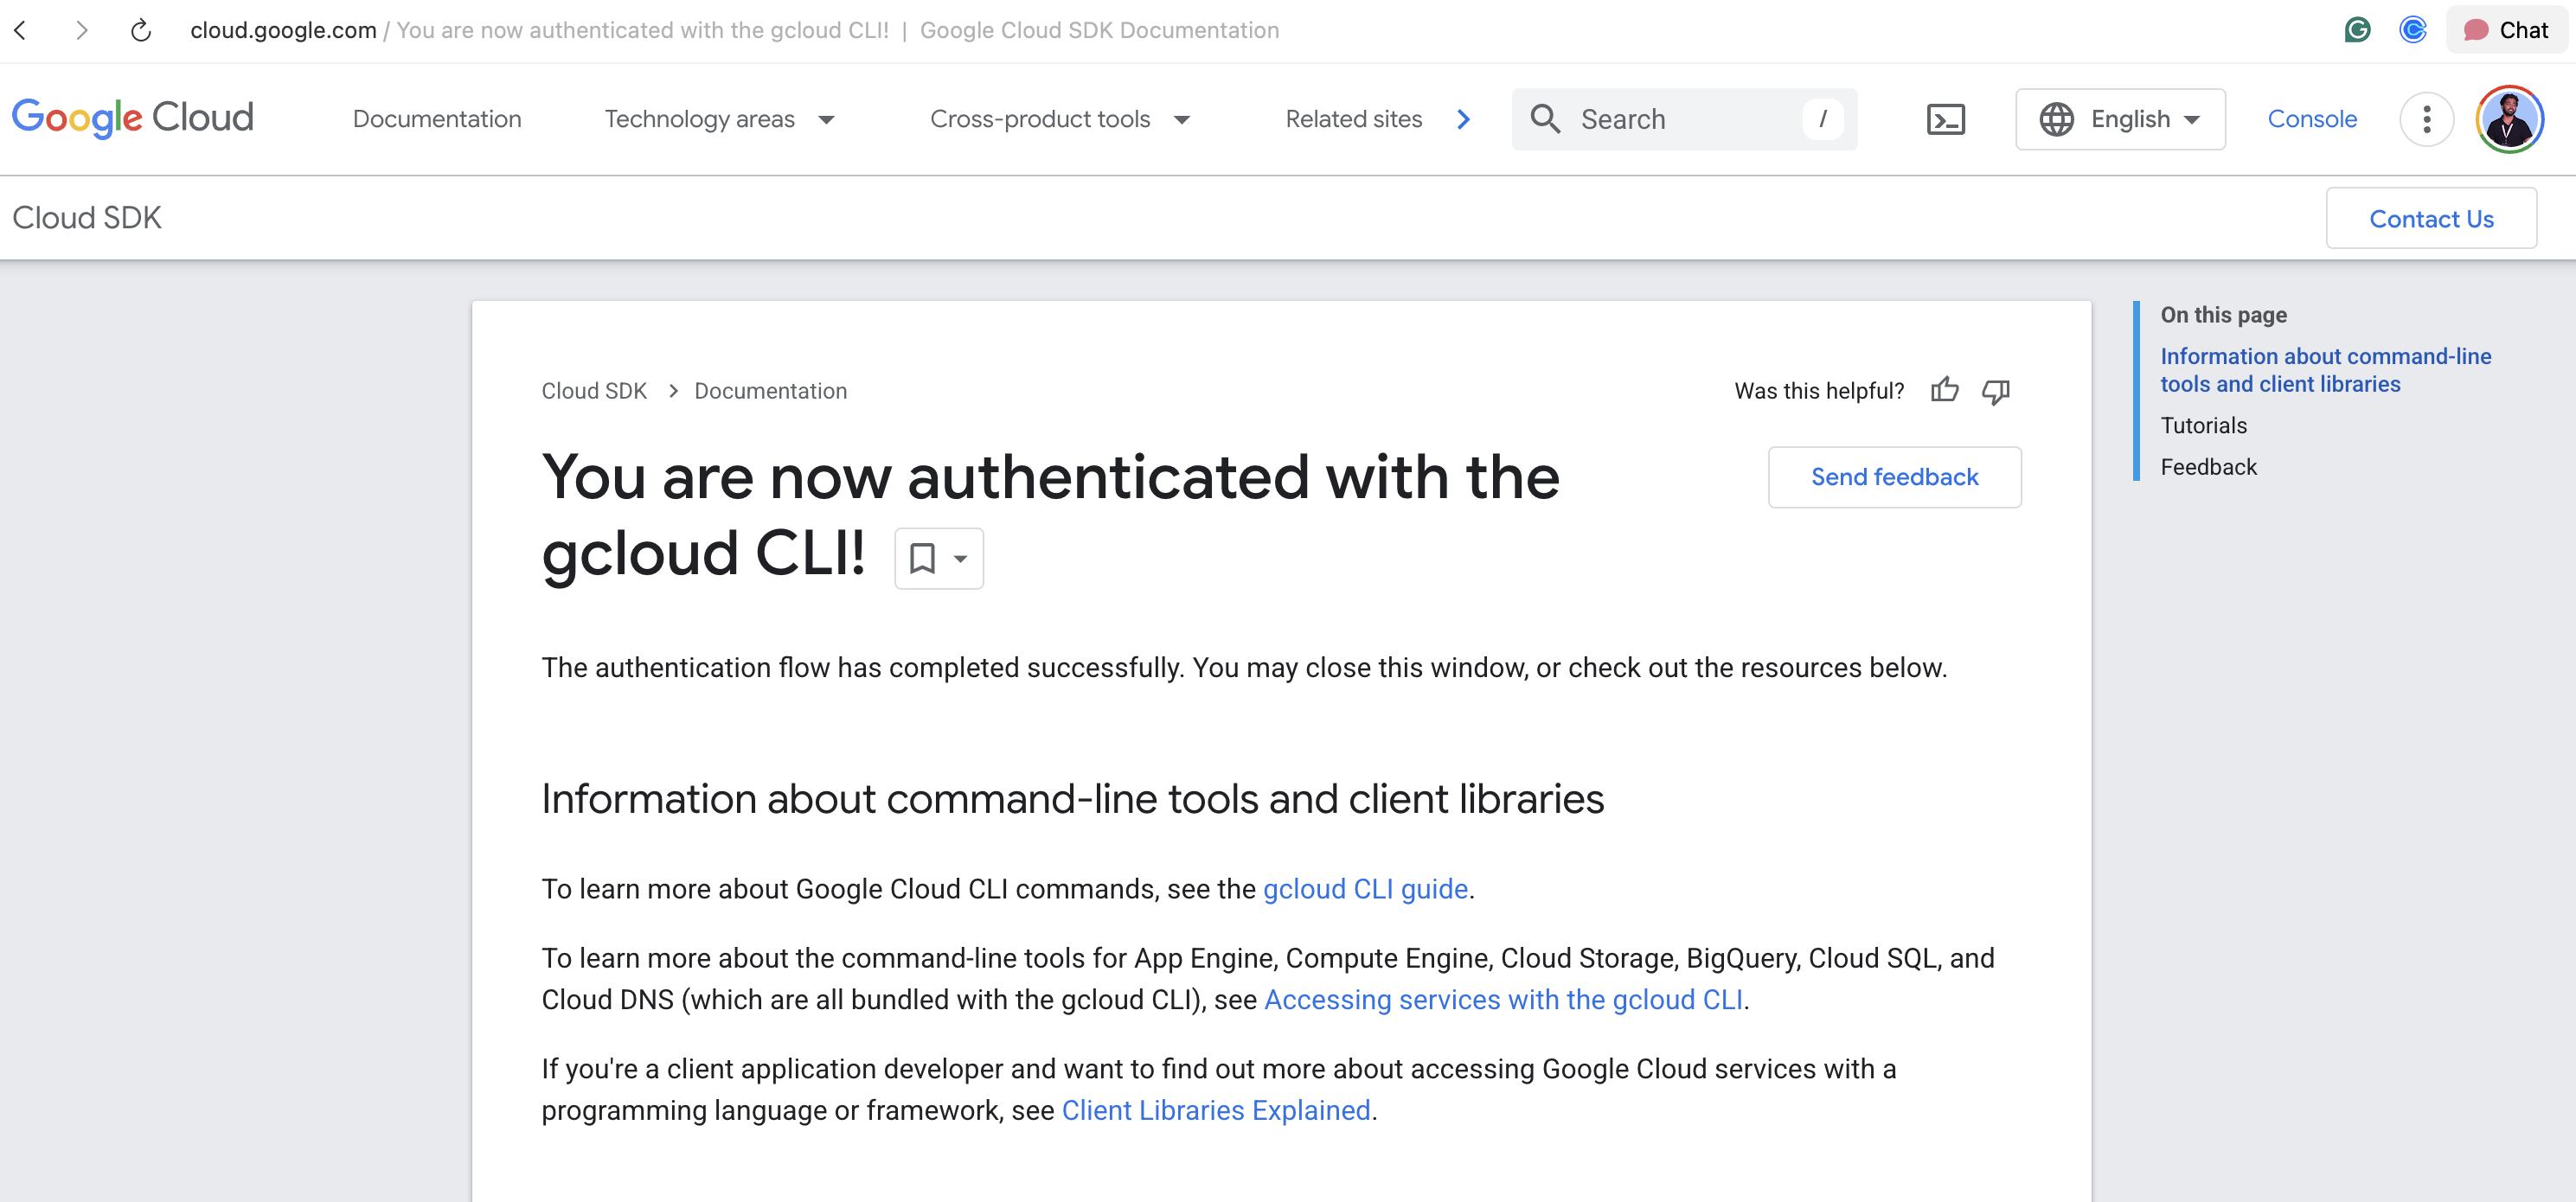 cloud.google.com / You are now authenticated with the gcloud CLI! | Google Cloud SDK Documentation
Chat
Google Cloud
Documentation
Technology areas
Cross-product tools
Related sites
Search
/
English
Console
Cloud SDK
Contact Us
Cloud SDK > Documentation
Was this helpful?
You are now authenticated with the
gcloud CLI!
Send feedback
The authentication flow has completed successfully. You may close this window, or check out the resources below.
Information about command-line tools and client libraries
To learn more about Google Cloud CLI commands, see the gcloud CLI guide.
To learn more about the command-line tools for App Engine, Compute Engine, Cloud Storage, BigQuery, Cloud SQL, and
Cloud DNS (which are all bundled with the gcloud CLI), see Accessing services with the gcloud CLI.
If you're a client application developer and want to find out more about accessing Google Cloud services with a
programming language or framework, see Client Libraries Explained.
On this page
Information about command-line
tools and client libraries
Tutorials
Feedback